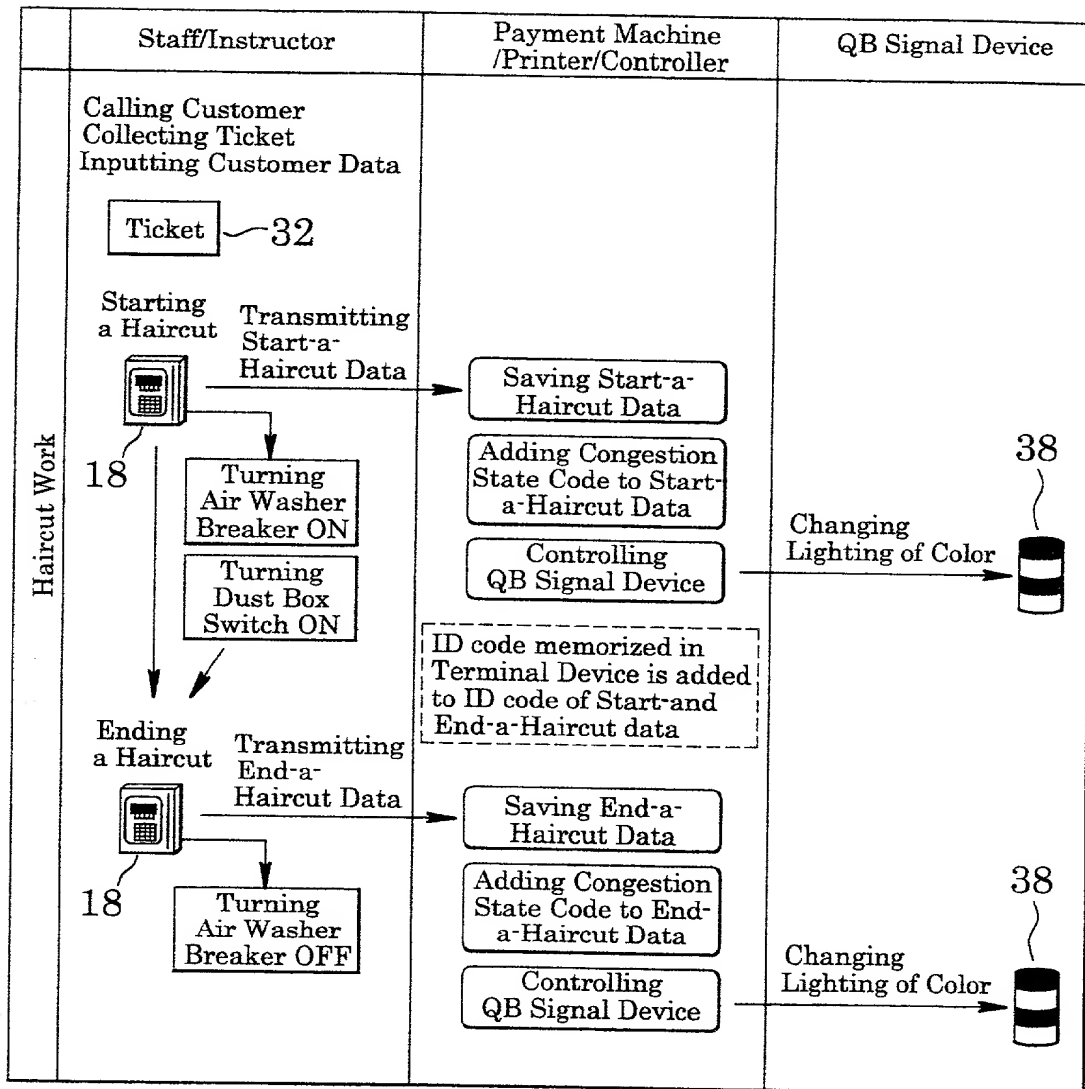 Staff/Instructor
Payment Machine
/Printer/Controller
QB Signal Device
Haircut Work
Calling Customer
Collecting Ticket
Inputting Customer Data
Ticket
32
Starting
a Haircut
Transmitting
Start-a-
Haircut Data
18
Turning
Air Washer
Breaker ON
Turning
Dust Box
Switch ON
Saving Start-a-
Haircut Data
Adding Congestion
State Code to Start-
a-Haircut Data
Controlling
QB Signal Device
Changing
Lighting of Color
38
ID code memorized in
Terminal Device is added
to ID code of Start-and
End-a-Haircut data
Ending
a Haircut
Transmitting
End-a-
Haircut Data
18
Turning
Air Washer
Breaker OFF
Saving End-a-
Haircut Data
Adding Congestion
State Code to End-
a-Haircut Data
Controlling
QB Signal Device
Changing
Lighting of Color
38